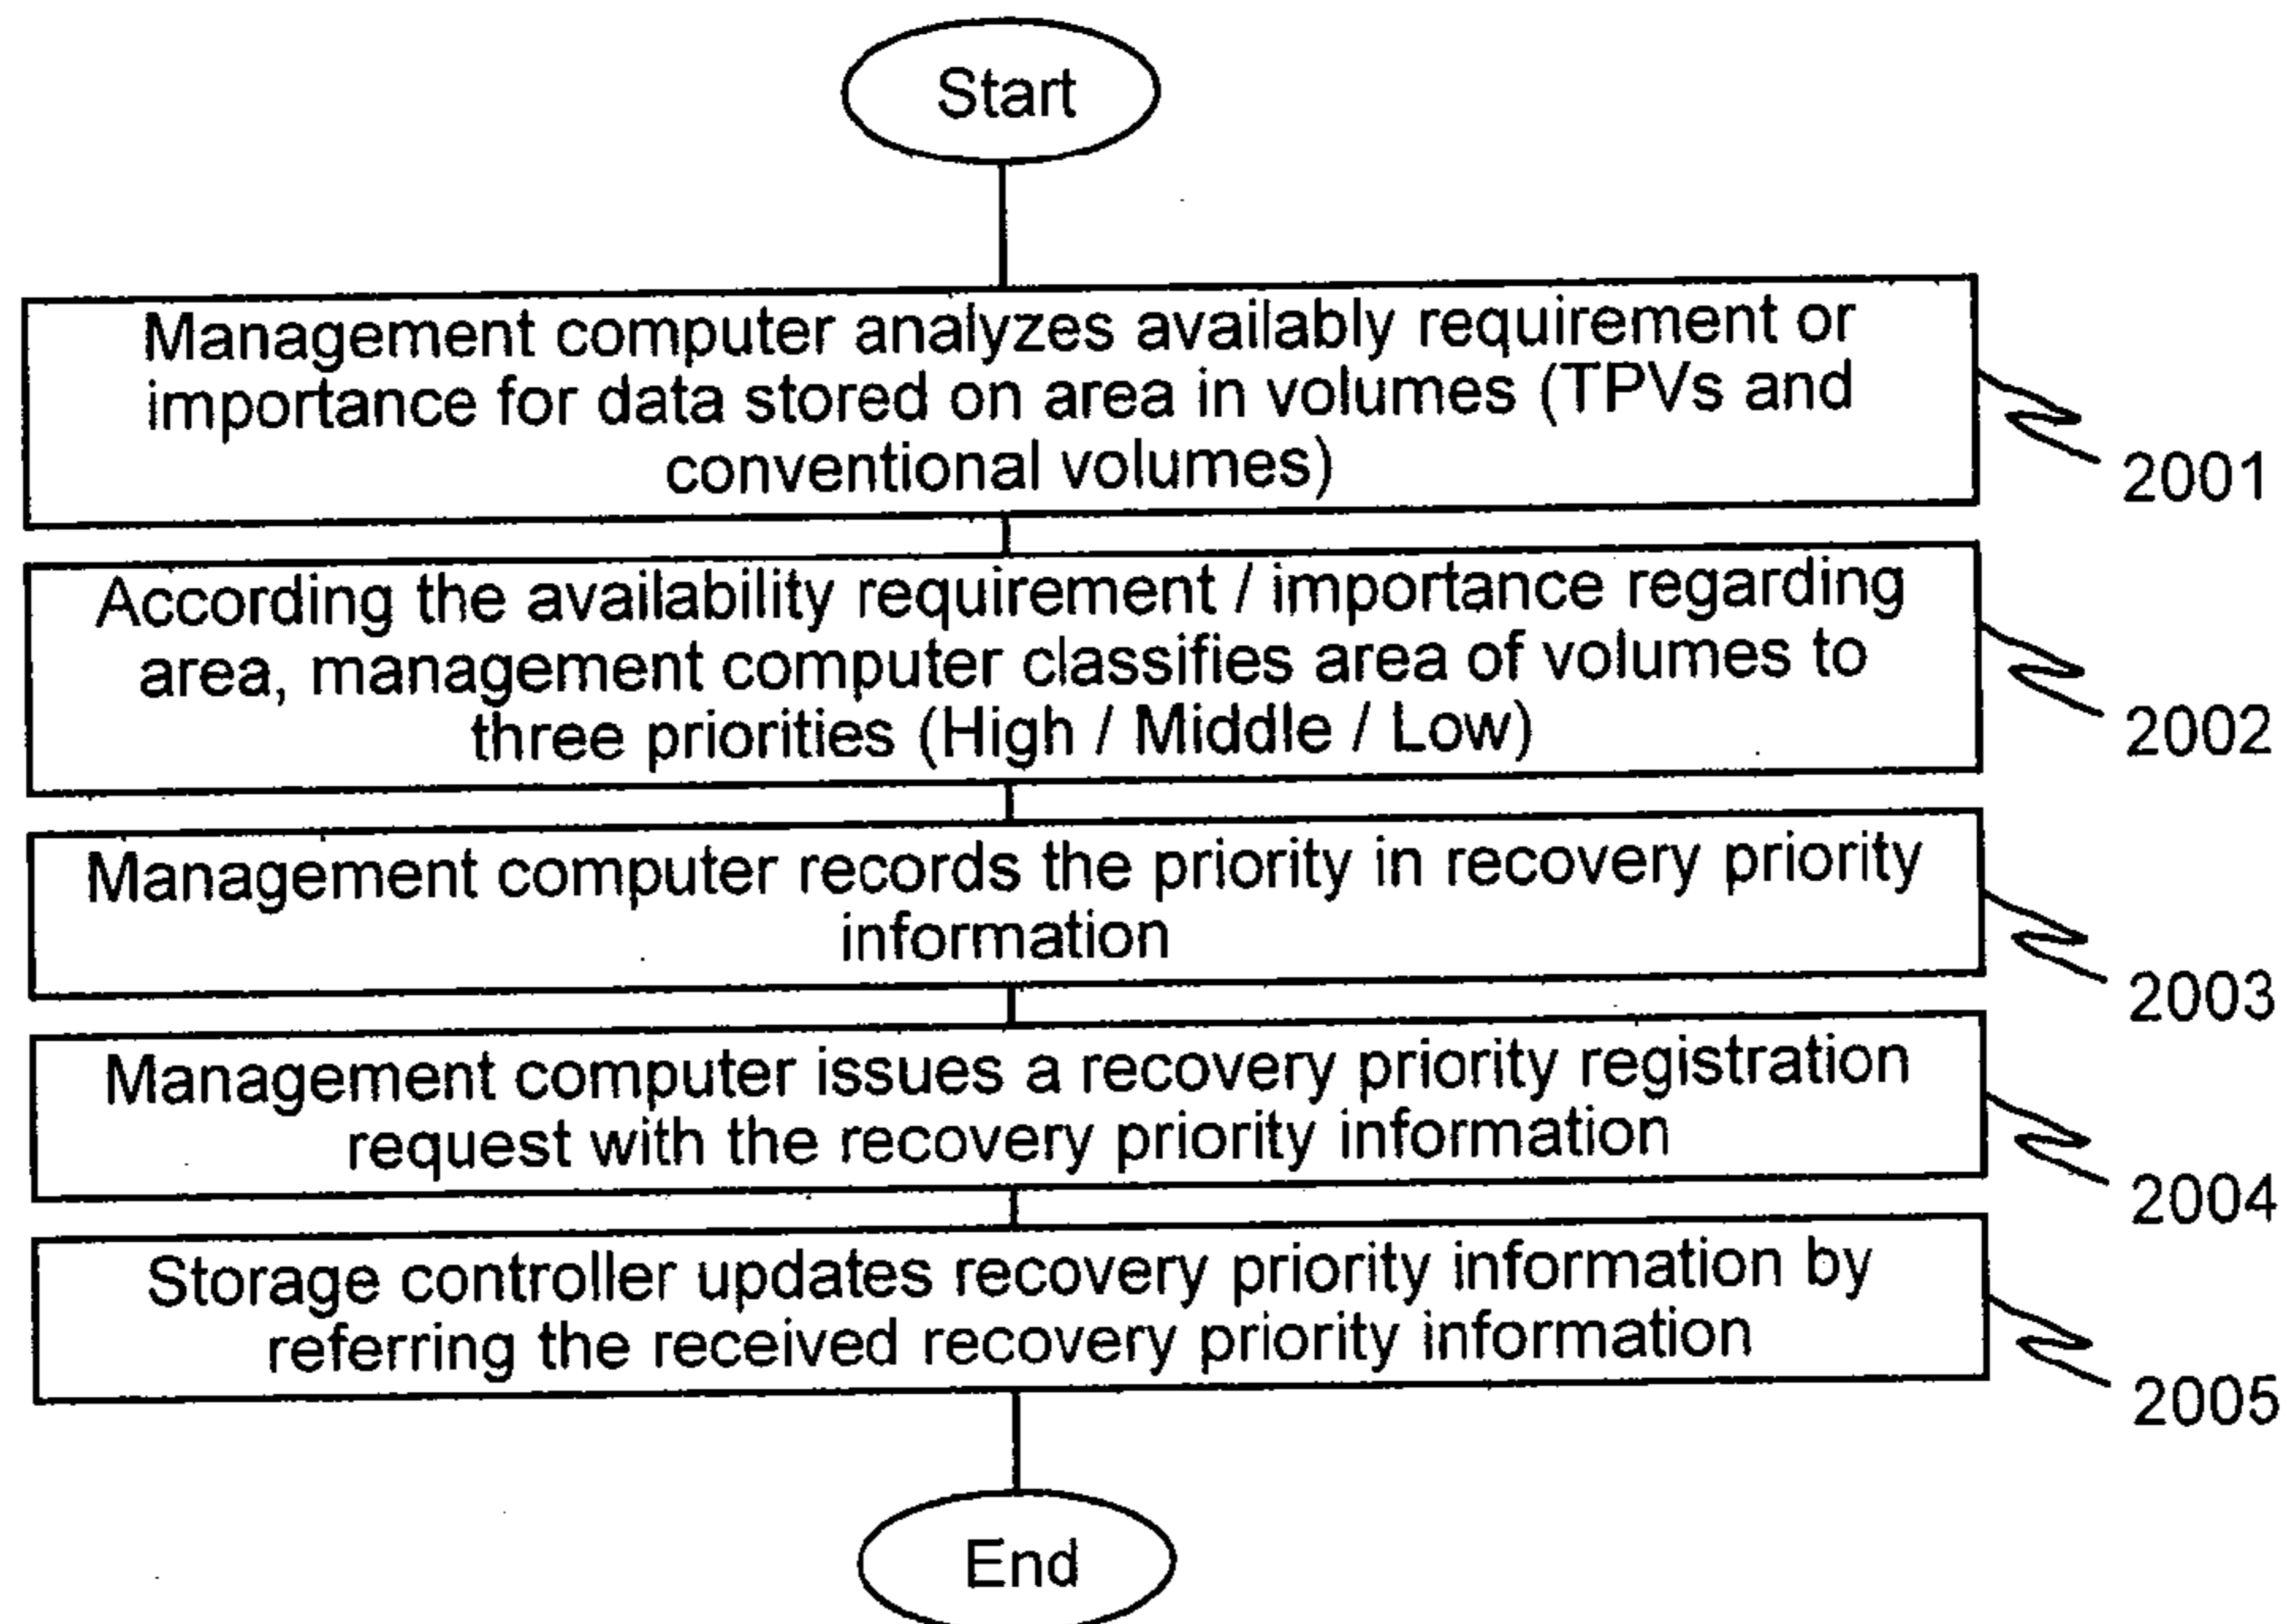 Start
Management computer analyzes availably requirement or
importance for data stored on area in volumes (TPVs and
conventional volumes)
2001
According the availability requirement / importance regarding
area, management computer classifies area of volumes to
three priorities (High / Middle / Low)
2002
Management computer records the priority in recovery priority
information
2003
Management computer issues a recovery priority registration
request with the recovery priority information
2004
Storage controller updates recovery priority information by
referring the received recovery priority information
2005
End